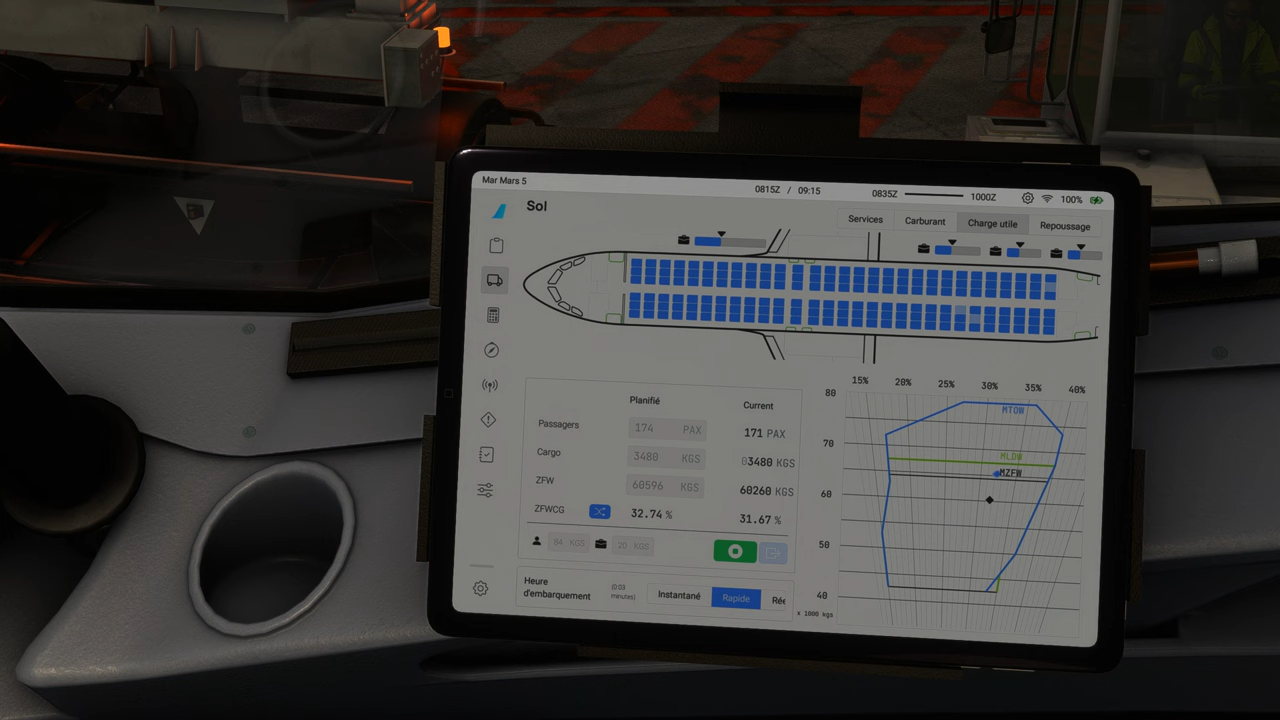 Mar Mars 5
0815Z / 09:15
0835Z 1000Z
100%
Sol
Services Carburant Charge utile Repoussage
Planifié Current
Passagers 174 PAX 171 PAX
Cargo 3480 KGS 03480 KGS
ZFW 60596 KGS 60260 KGS
ZFWCG 32.74 % 31.67 %
84 KGS 20 KGS
Heure d'embarquement
(0:03 minutes)
Instantané Rapide Rée
15% 20% 25% 30% 35% 40%
80
70
60
50
40
x 1000 kgs
MTOW
MLDW
MZFW